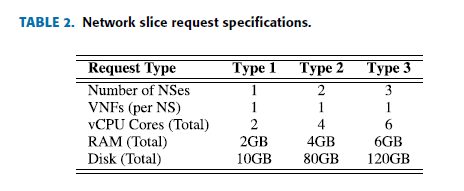 TABLE 2. Network slice request specifications.
Request Type Type 1 Type 2 Type 3
Number of NSes 1 2 3
VNFs (per NS) 1 1 1
vCPU Cores (Total) 2 4 6
RAM (Total) 2GB 4GB 6GB
Disk (Total) 10GB 80GB 120GB